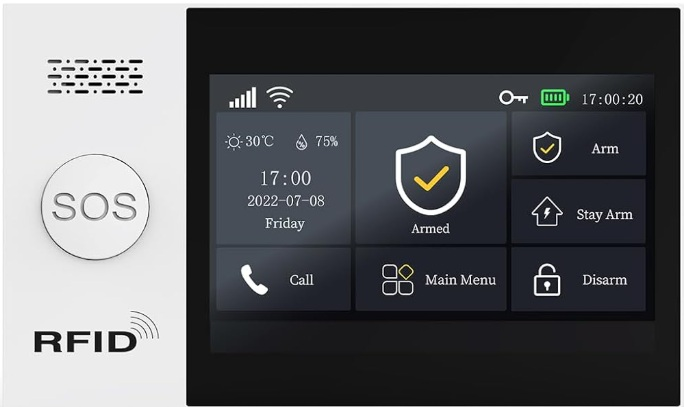 SOS
RFID
17:00:20
30℃ 75%
17:00
2022-07-08
Friday
Armed
Arm
Stay Arm
Call
Main Menu
Disarm